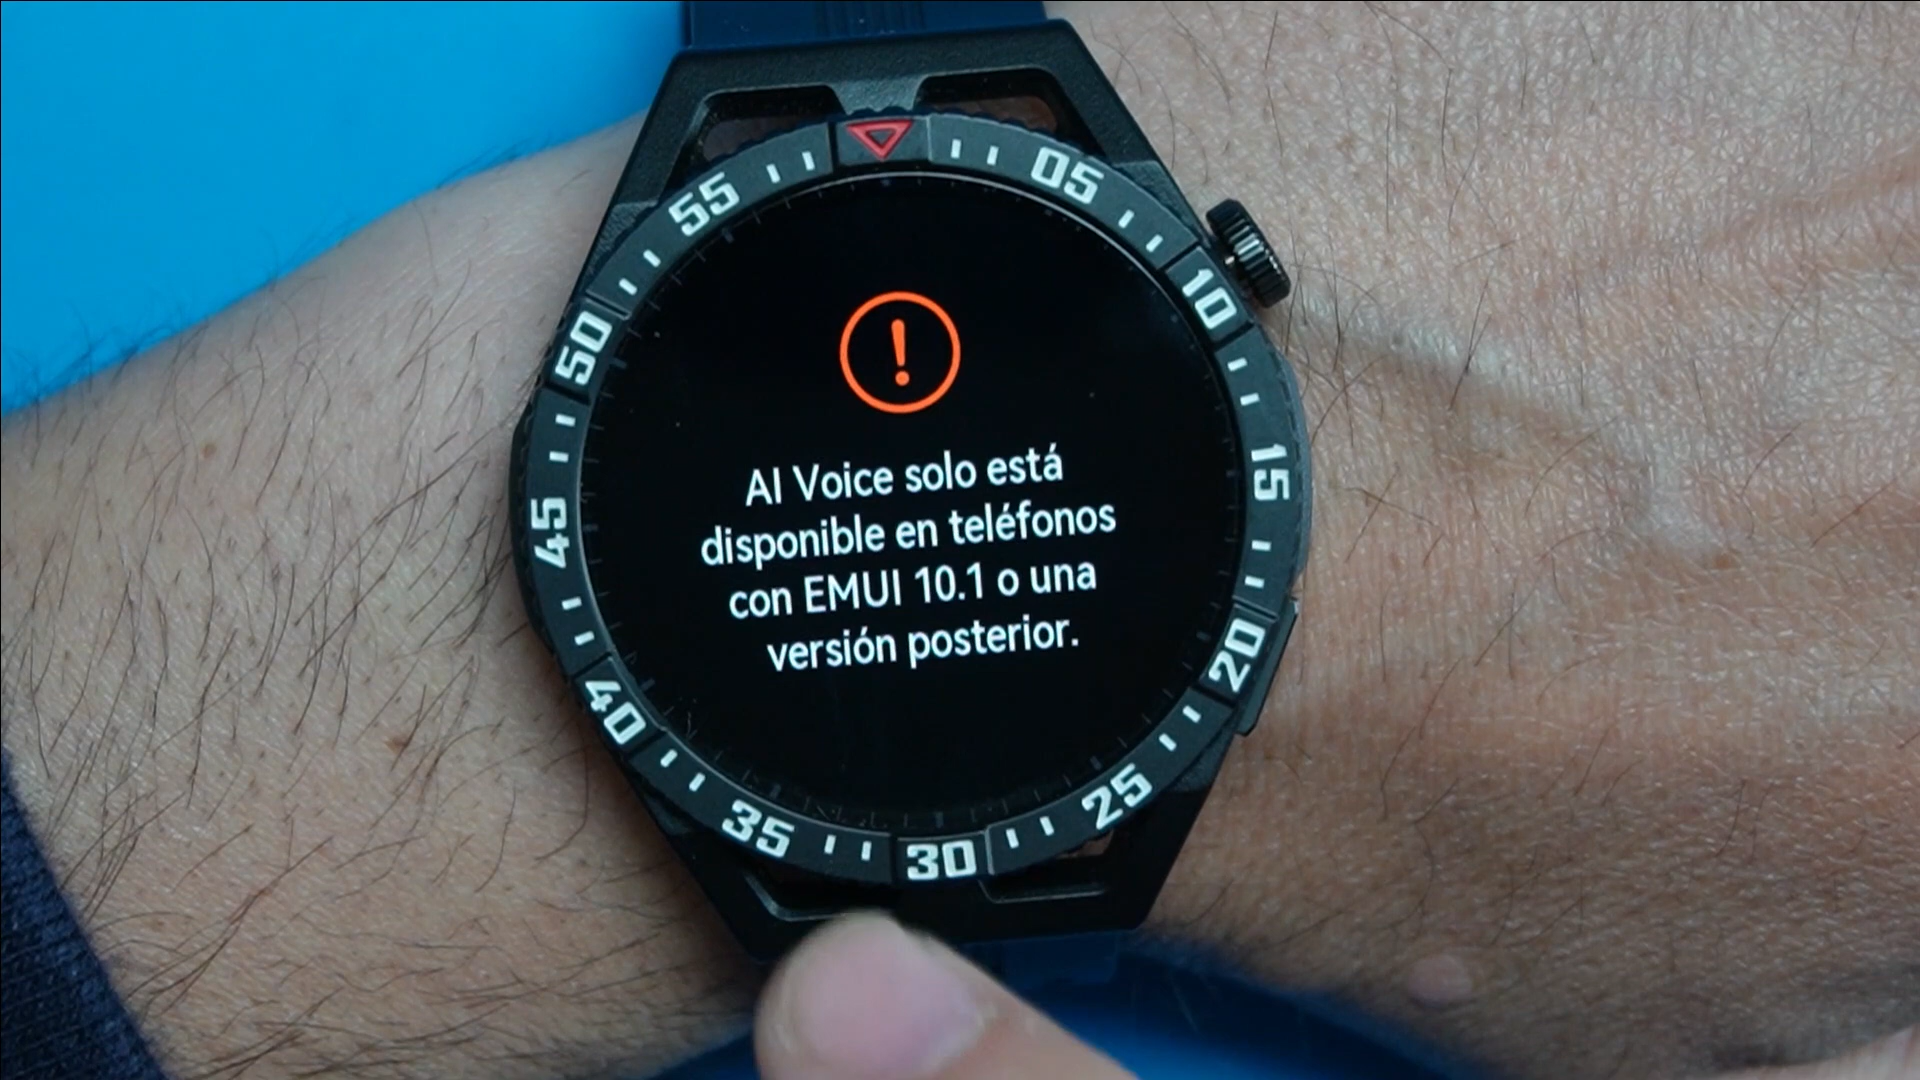 AI Voice solo está
disponible en teléfonos
con EMUI 10.1 o una
versión posterior.
05
10
15
20
25
30
35
40
45
50
55